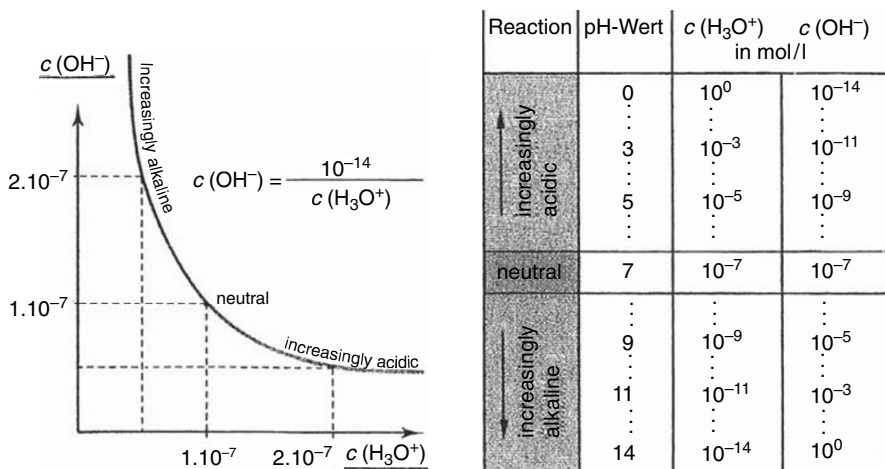 c (OH⁻)
Increasingly alkaline
c (OH⁻) = 10⁻¹⁴ / c (H₃O⁺)
2.10⁻⁷
1.10⁻⁷
neutral
increasingly acidic
1.10⁻⁷ 2.10⁻⁷ c (H₃O⁺)
Reaction pH-Wert c (H₃O⁺) c (OH⁻)
in mol/l
increasingly acidic
0 10⁰ 10⁻¹⁴
3 10⁻³ 10⁻¹¹
5 10⁻⁵ 10⁻⁹
neutral 7 10⁻⁷ 10⁻⁷
increasingly alkaline
9 10⁻⁹ 10⁻⁵
11 10⁻¹¹ 10⁻³
14 10⁻¹⁴ 10⁰